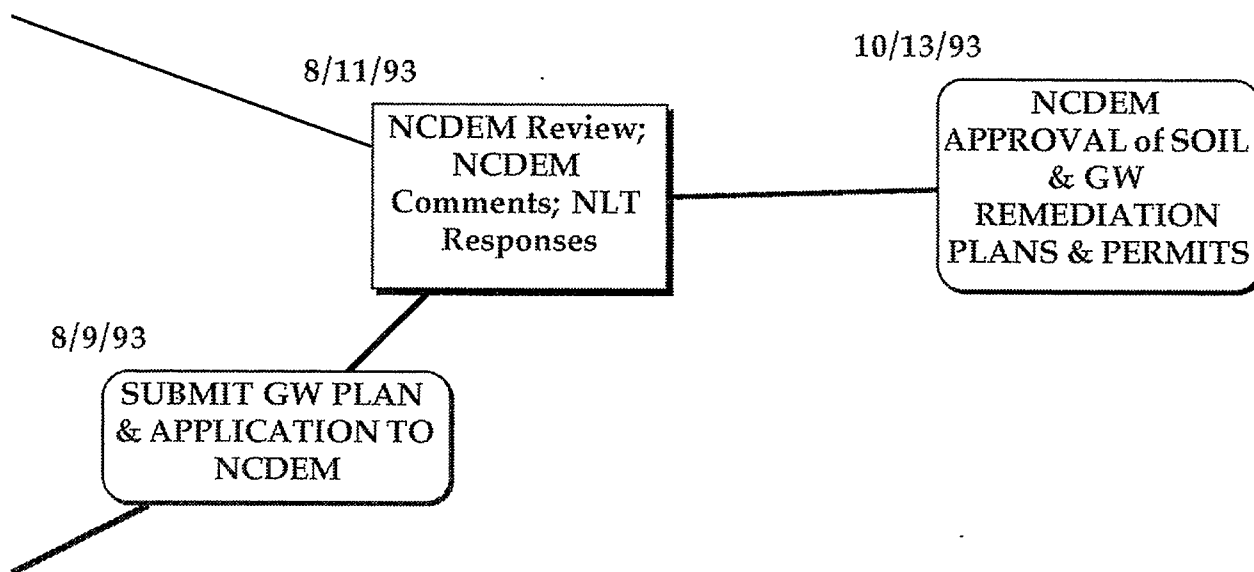 8/11/93
NCDEM Review;
NCDEM
Comments; NLT
Responses
10/13/93
NCDEM
APPROVAL of SOIL
& GW
REMEDIATION
PLANS & PERMITS
8/9/93
SUBMIT GW PLAN
& APPLICATION TO
NCDEM